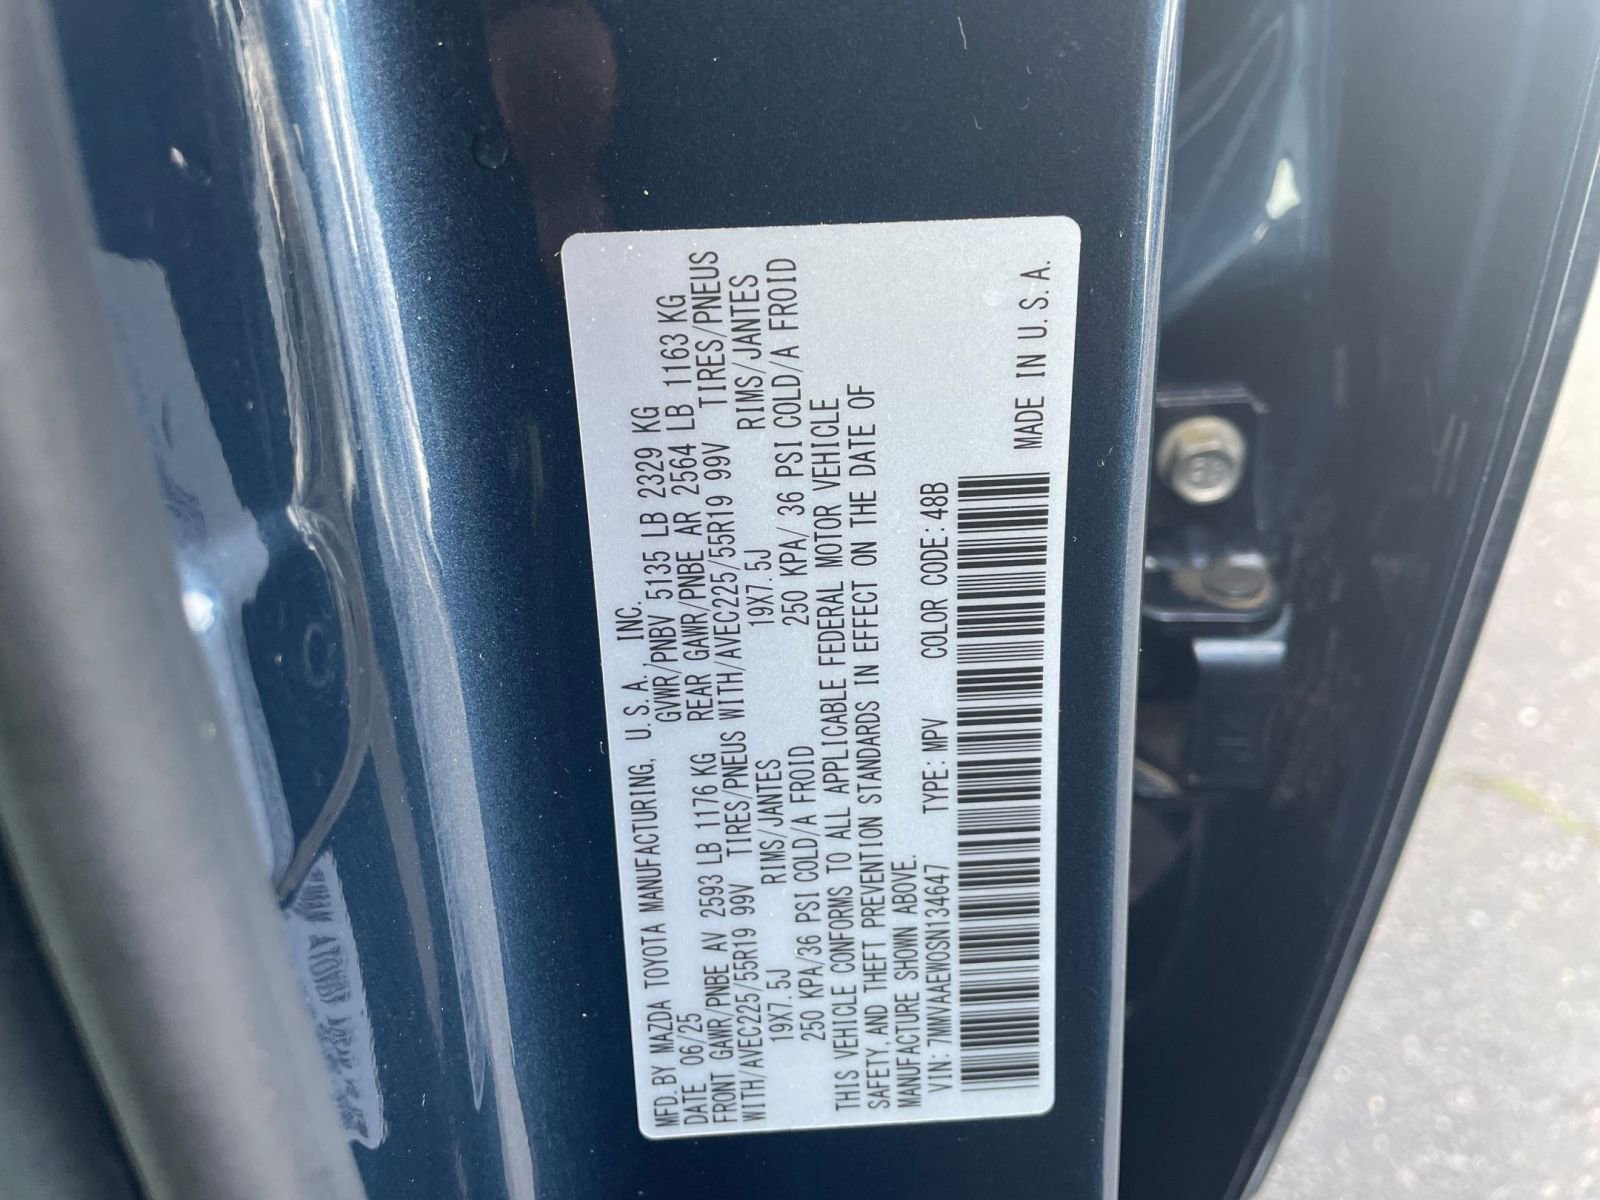 MFD. BY MAZDA TOYOTA MANUFACTURING, U.S.A., INC.
DATE 06/25 GVWR/PNBV 5135 LB 2329 KG
FRONT GAWR/PNBE AV 2593 LB 1176 KG REAR GAWR/PNBE AR 2564 LB 1163 KG
WITH/AVEC225/55R19 99V TIRES/PNEUS WITH/AVEC225/55R19 99V TIRES/PNEUS
19X7.5J RIMS/JANTES 19X7.5J RIMS/JANTES
250 KPA/36 PSI COLD/A FROID 250 KPA/ 36 PSI COLD/A FROID
THIS VEHICLE CONFORMS TO ALL APPLICABLE FEDERAL MOTOR VEHICLE
SAFETY, AND THEFT PREVENTION STANDARDS IN EFFECT ON THE DATE OF
MANUFACTURE SHOWN ABOVE.
VIN: 7MMVAAEW0SN134647 TYPE: MPV COLOR CODE: 48B
MADE IN U.S.A.